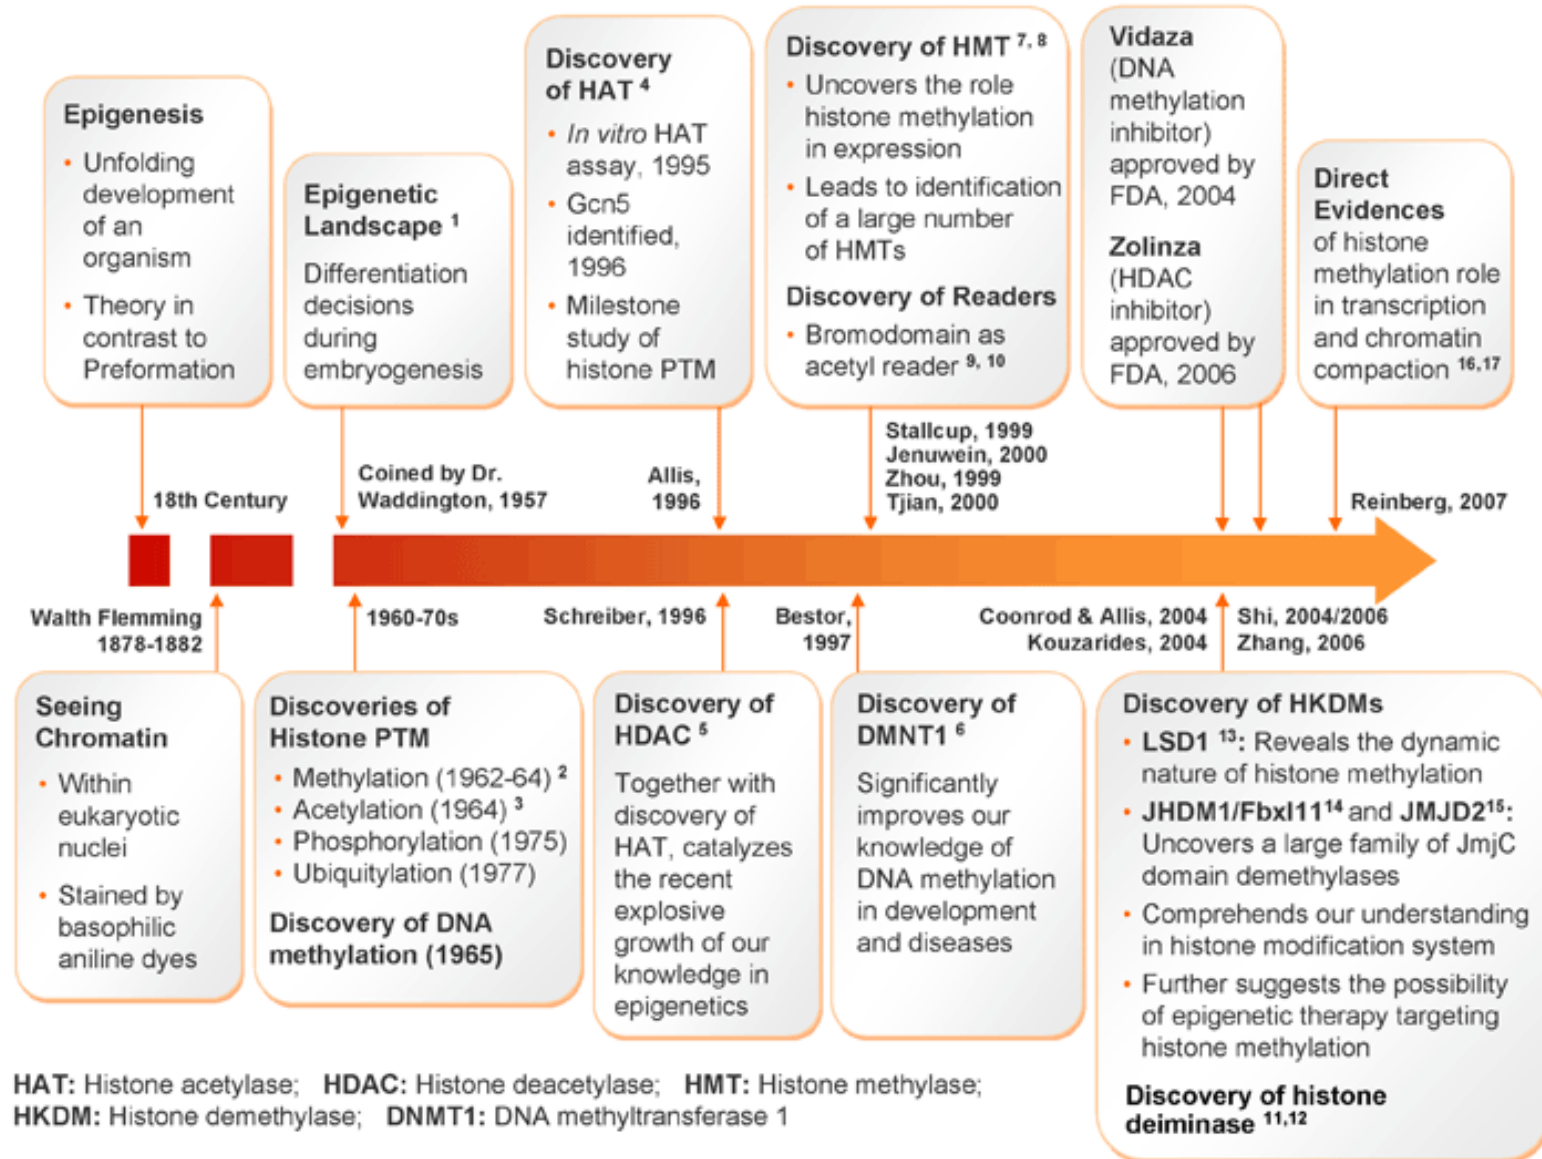 Epigenesis
• Unfolding
development
of an
organism
• Theory in
contrast to
Preformation
Epigenetic
Landscape 1
Differentiation
decisions
during
embryogenesis
Discovery
of HAT 4
• In vitro HAT
assay, 1995
• Gcn5
identified,
1996
• Milestone
study of
histone PTM
Discovery of HMT 7, 8
• Uncovers the role
histone methylation
in expression
• Leads to identification
of a large number
of HMTs
Discovery of Readers
• Bromodomain as
acetyl reader 9, 10
Vidaza
(DNA
methylation
inhibitor)
approved by
FDA, 2004
Zolinza
(HDAC
inhibitor)
approved by
FDA, 2006
Direct
Evidences
of histone
methylation role
in transcription
and chromatin
compaction 16,17
18th Century
Coined by Dr.
Waddington, 1957
Allis,
1996
Stallcup, 1999
Jenuwein, 2000
Zhou, 1999
Tjian, 2000
Reinberg, 2007
Walth Flemming
1878-1882
1960-70s
Schreiber, 1996
Bestor,
1997
Coonrod & Allis, 2004
Kouzarides, 2004
Shi, 2004/2006
Zhang, 2006
Seeing
Chromatin
• Within
eukaryotic
nuclei
• Stained by
basophilic
aniline dyes
Discoveries of
Histone PTM
• Methylation (1962-64) 2
• Acetylation (1964) 3
• Phosphorylation (1975)
• Ubiquitylation (1977)
Discovery of DNA
methylation (1965)
Discovery of
HDAC 5
Together with
discovery of
HAT, catalyzes
the recent
explosive
growth of our
knowledge in
epigenetics
Discovery of
DMNT1 6
Significantly
improves our
knowledge of
DNA methylation
in development
and diseases
Discovery of HKDMs
• LSD1 13: Reveals the dynamic
nature of histone methylation
• JHDM1/Fbxl11 14 and JMJD2 15:
Uncovers a large family of JmjC
domain demethylases
• Comprehends our understanding
in histone modification system
• Further suggests the possibility
of epigenetic therapy targeting
histone methylation
Discovery of histone
deiminase 11,12
HAT: Histone acetylase; HDAC: Histone deacetylase; HMT: Histone methylase;
HKDM: Histone demethylase; DNMT1: DNA methyltransferase 1